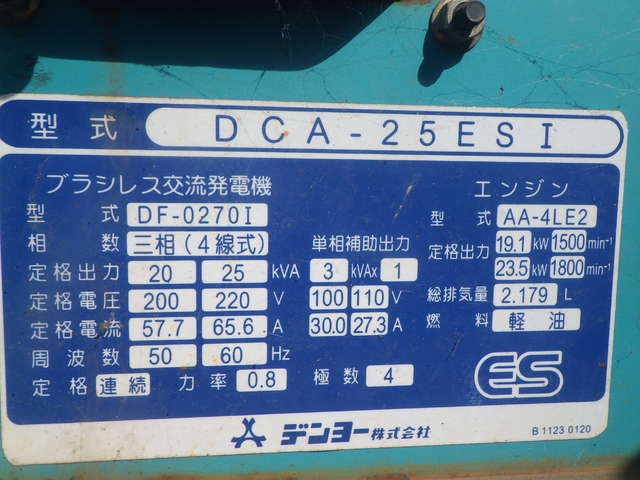 型式 DCA-25ESI
ブラシレス交流発電機
型式 DF-0270I
相数 三相(4線式) 単相補助出力
定格出力 20 25 kVA 3 kVAx 1
定格電圧 200 220 V 100 110 V
定格電流 57.7 65.6 A 30.0 27.3 A
周波数 50 60 Hz
定格 連続 力率 0.8 極数 4
エンジン
型式 AA-4LE2
定格出力 19.1 kW 1500 min⁻¹
23.5 kW 1800 min⁻¹
総排気量 2.179 L
燃料 軽油
ES
デンヨー株式会社
B 1123 0120